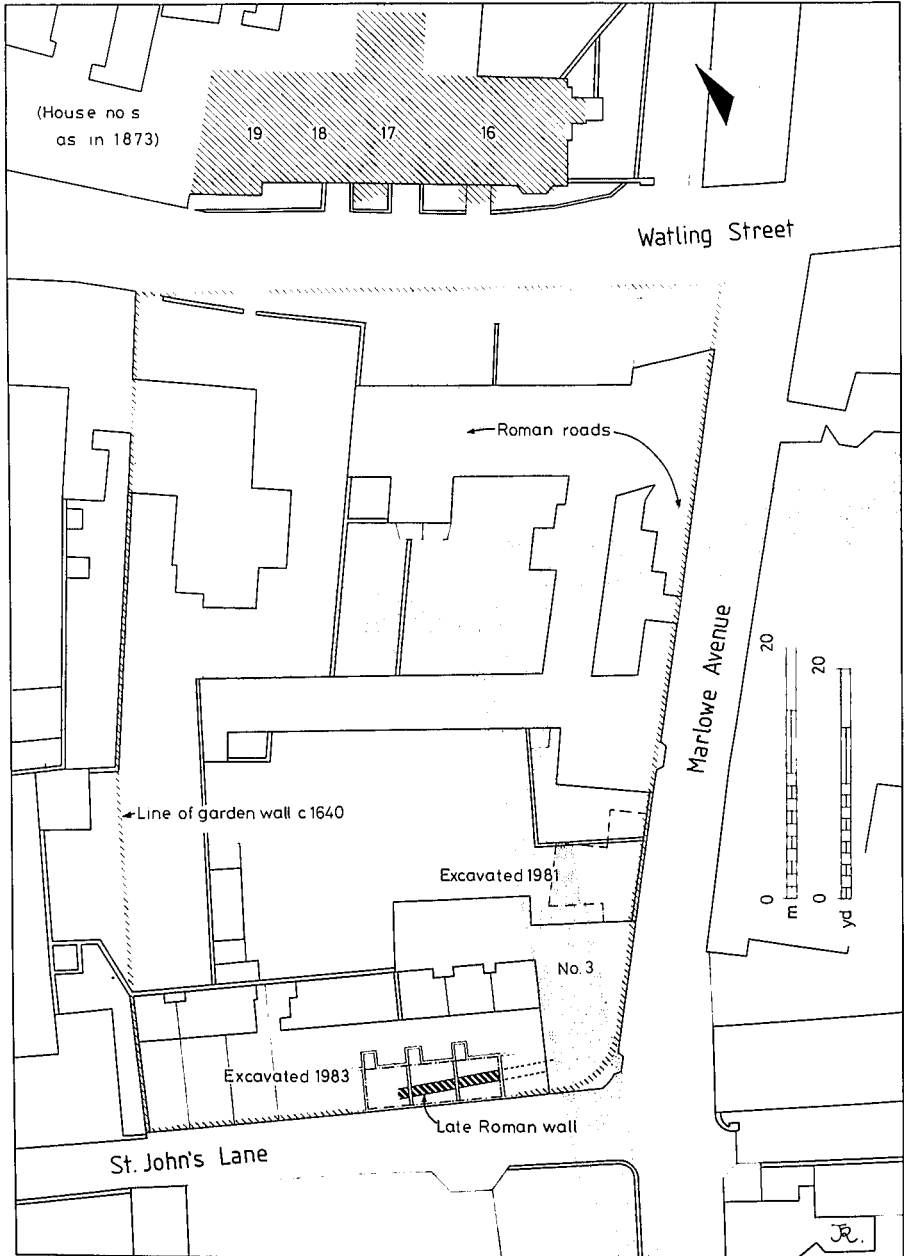 (House no s
as in 1873)
19 18 17 16
Watling Street
Roman roads
Marlowe Avenue
20
20
0
m
0
yd
Line of garden wall c 1640
Excavated 1981
No. 3
Excavated 1983
Late Roman wall
St. John's Lane
JR.